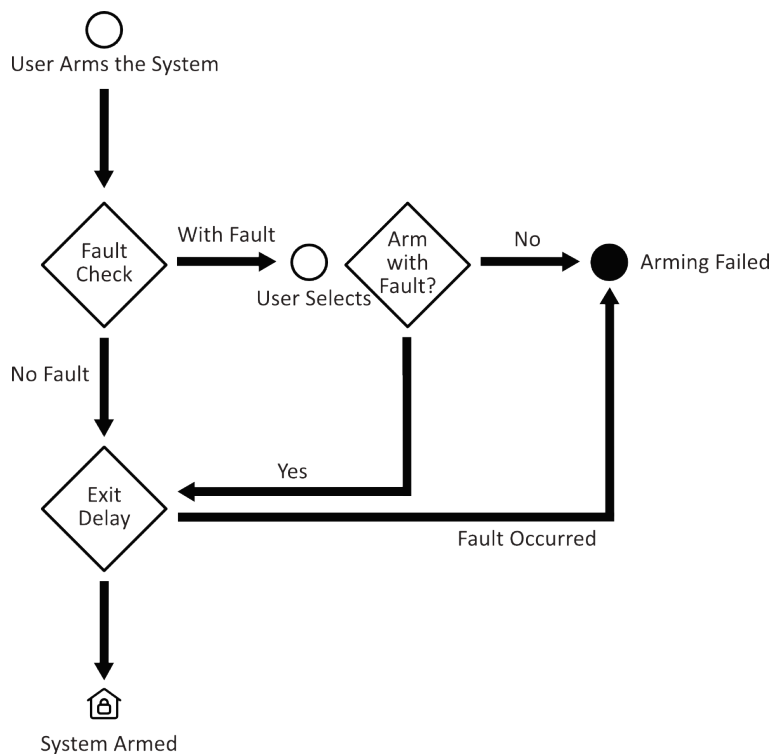 User Arms the System
Fault
Check
With Fault
User Selects
Arm
with
Fault?
No
Arming Failed
No Fault
Yes
Exit
Delay
Fault Occurred
System Armed